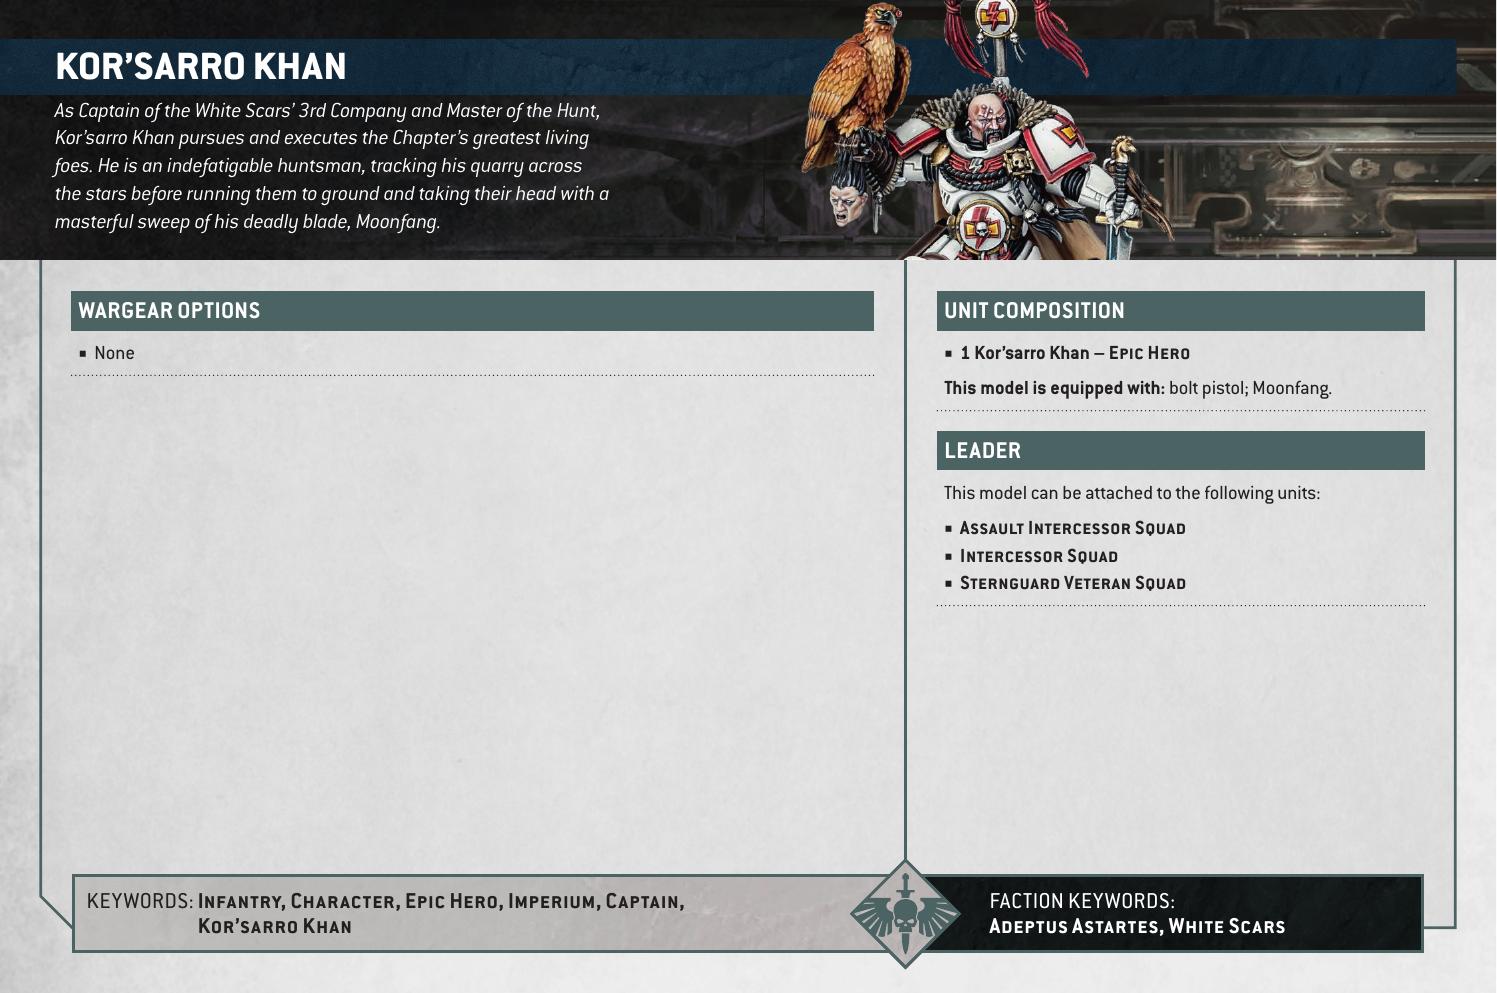 KOR’SARRO KHAN
As Captain of the White Scars’ 3rd Company and Master of the Hunt,
Kor’sarro Khan pursues and executes the Chapter’s greatest living
foes. He is an indefatigable huntsman, tracking his quarry across
the stars before running them to ground and taking their head with a
masterful sweep of his deadly blade, Moonfang.
WARGEAR OPTIONS
▪ None
UNIT COMPOSITION
▪ 1 Kor’sarro Khan – Epic Hero
This model is equipped with: bolt pistol; Moonfang.
LEADER
This model can be attached to the following units:
▪ Assault Intercessor Squad
▪ Intercessor Squad
▪ Sternguard Veteran Squad
KEYWORDS: Infantry, Character, Epic Hero, Imperium, Captain,
Kor’sarro Khan
FACTION KEYWORDS:
Adeptus Astartes, White Scars